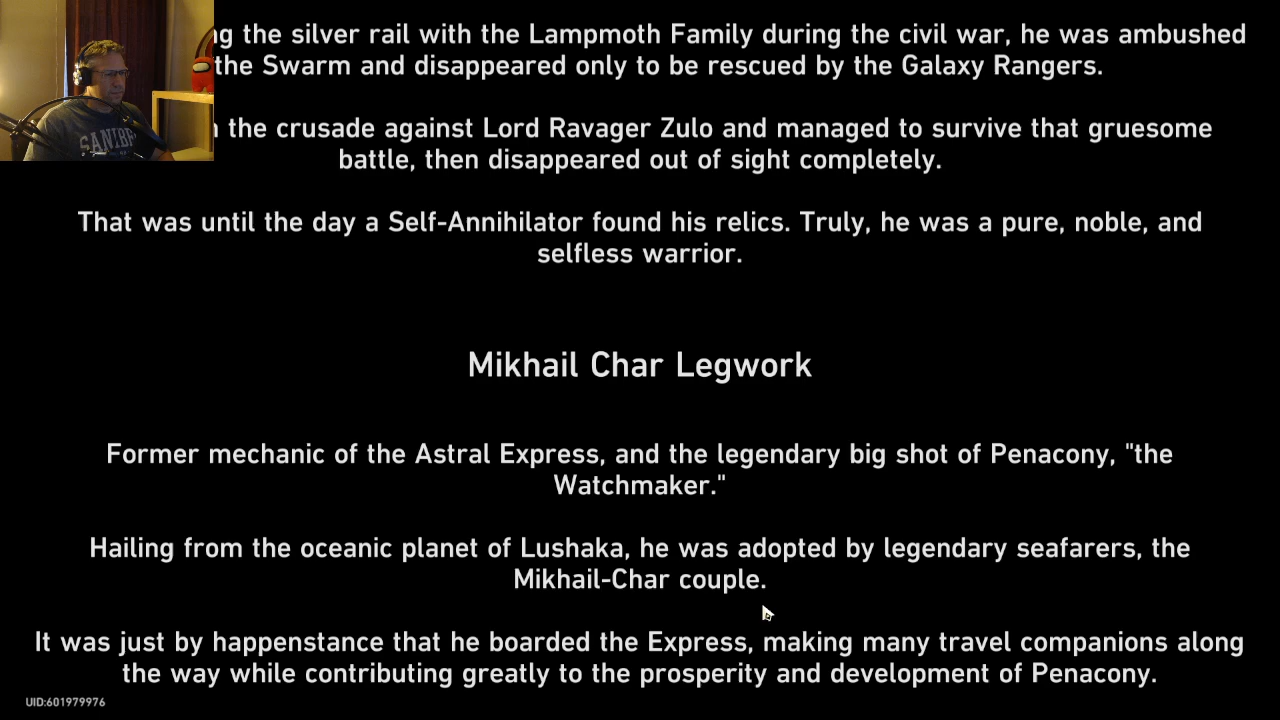 the silver rail with the Lampmoth Family during the civil war, he was ambushed
the Swarm and disappeared only to be rescued by the Galaxy Rangers.
the crusade against Lord Ravager Zulo and managed to survive that gruesome
battle, then disappeared out of sight completely.
That was until the day a Self-Annihilator found his relics. Truly, he was a pure, noble, and
selfless warrior.
Mikhail Char Legwork
Former mechanic of the Astral Express, and the legendary big shot of Penacony, "the
Watchmaker."
Hailing from the oceanic planet of Lushaka, he was adopted by legendary seafarers, the
Mikhail-Char couple.
It was just by happenstance that he boarded the Express, making many travel companions along
the way while contributing greatly to the prosperity and development of Penacony.
UID:601979976